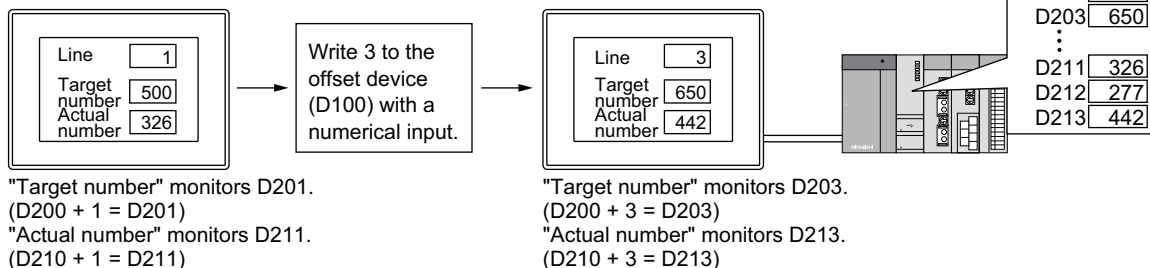 Line 1
Target number 500
Actual number 326
Write 3 to the
offset device
(D100) with a
numerical input.
Line 3
Target number 650
Actual number 442
D203 650
D211 326
D212 277
D213 442
"Target number" monitors D201.
(D200 + 1 = D201)
"Actual number" monitors D211.
(D210 + 1 = D211)
"Target number" monitors D203.
(D200 + 3 = D203)
"Actual number" monitors D213.
(D210 + 3 = D213)